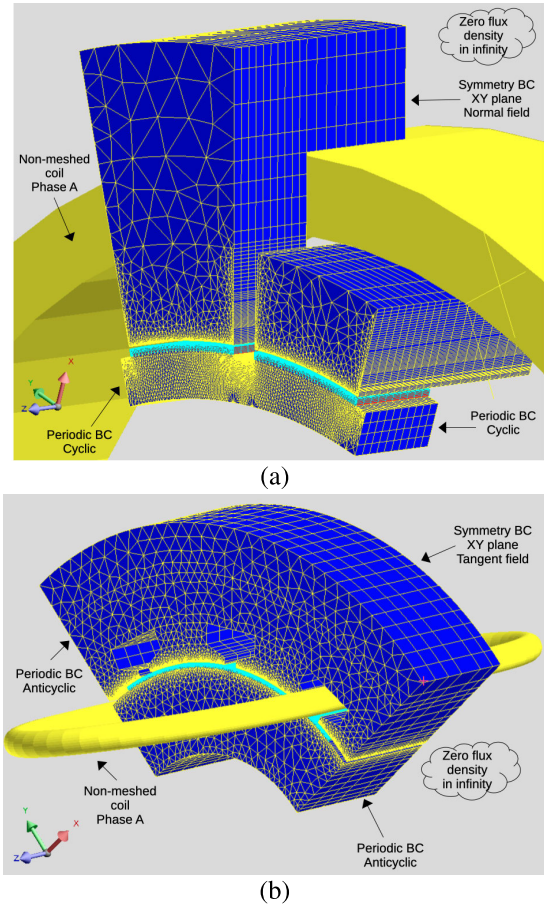 Zero flux
density
in infinity
Symmetry BC
XY plane
Normal field
Non-meshed
coil
Phase A
X
Y
Z
Periodic BC
Cyclic
Periodic BC
Cyclic
(a)
Symmetry BC
XY plane
Tangent field
Periodic BC
Anticyclic
Zero flux
density
in infinity
Non-meshed
coil
Phase A
Y
X
Z
Periodic BC
Anticyclic
(b)